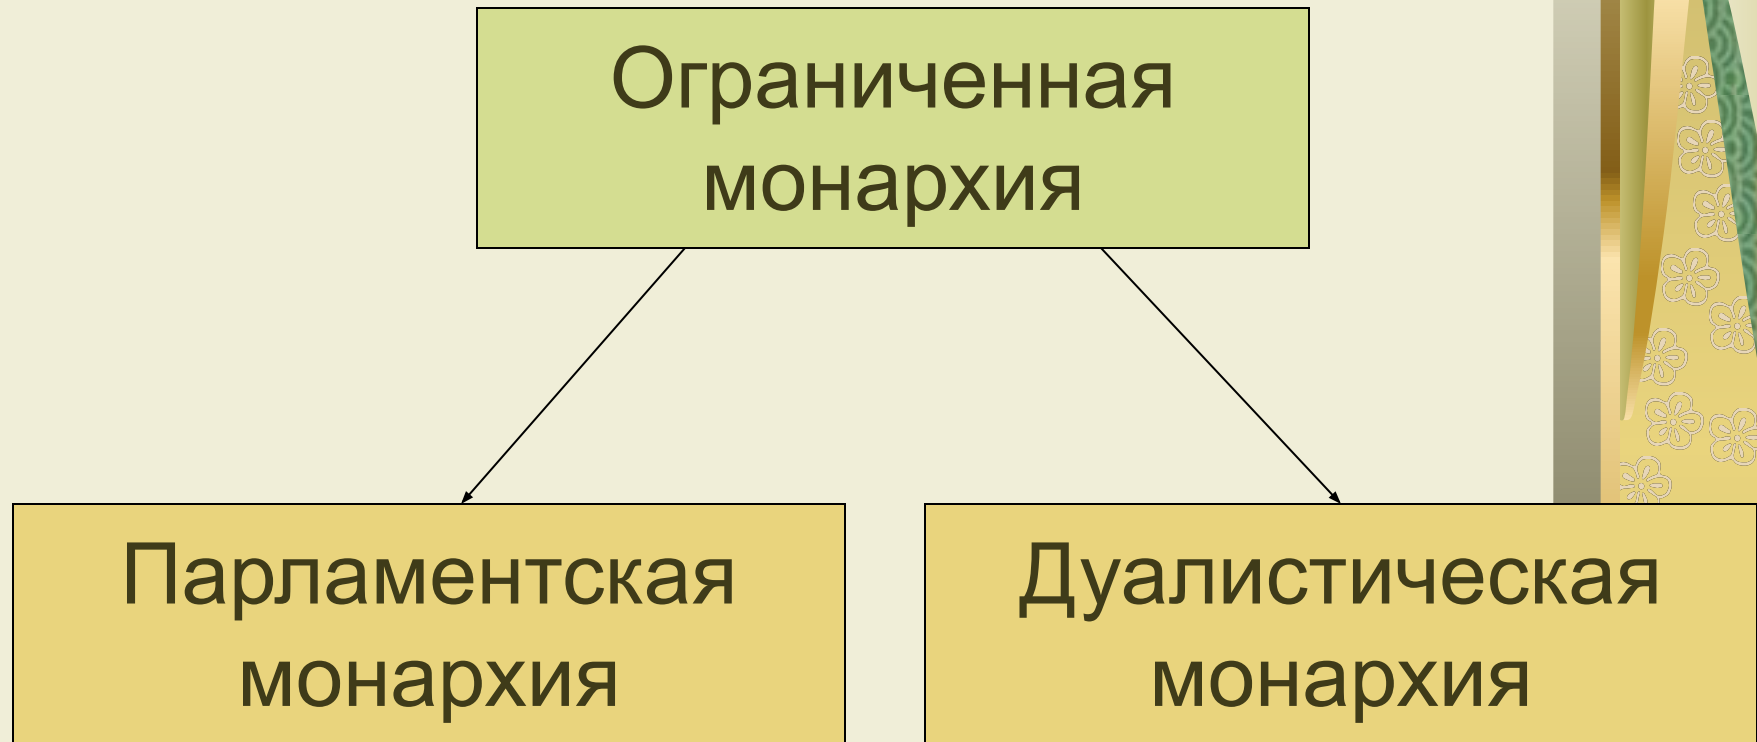 Ограниченная
монархия
Парламентская
монархия
Дуалистическая
монархия